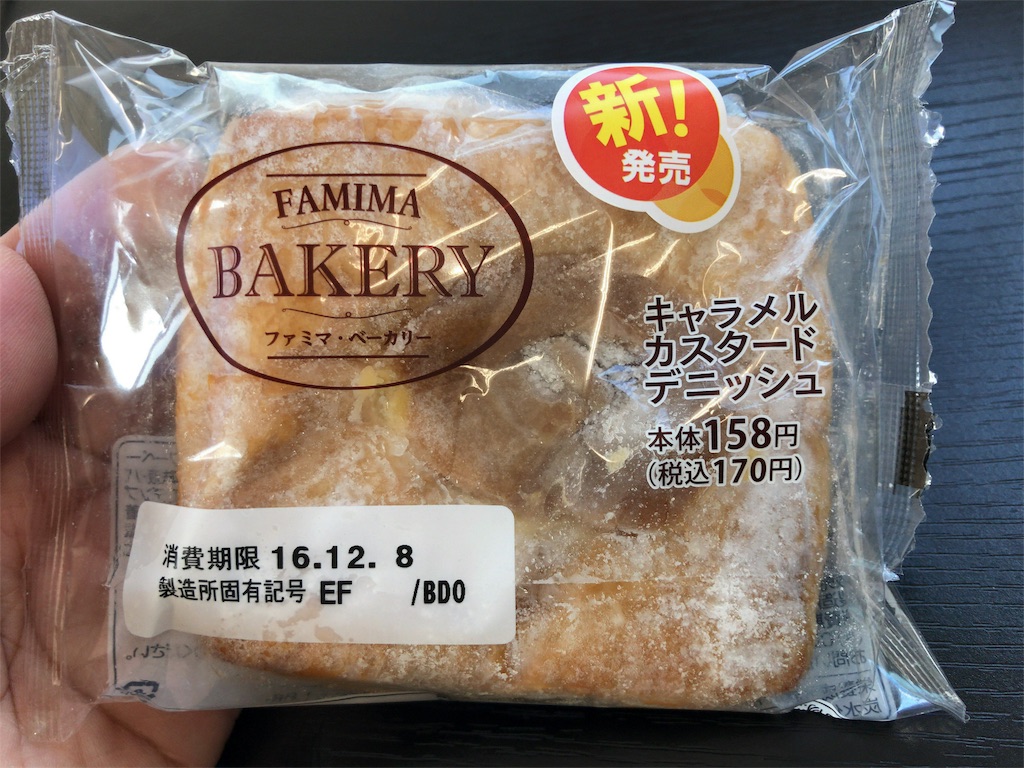 新!
発売
FAMIMA
BAKERY
ファミマ・ベーカリー
キャラメル
カスタード
デニッシュ
本体158円
(税込170円)
消費期限 16.12. 8
製造所固有記号 EF /BDO